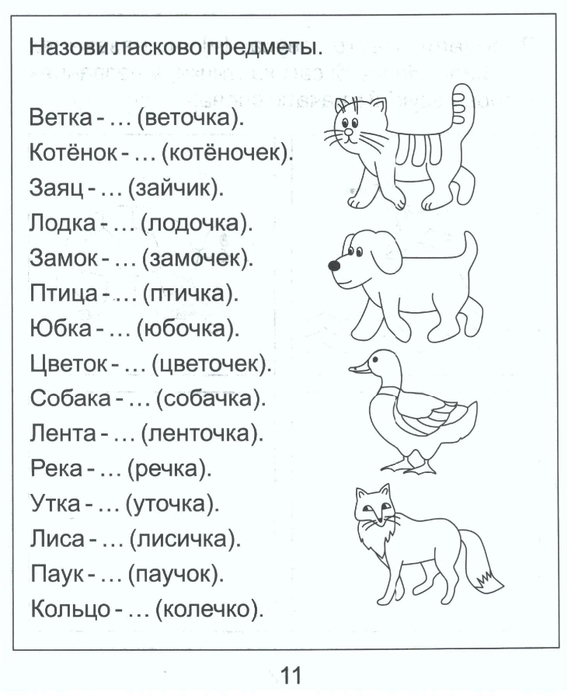 Назови ласково предметы.
Ветка - ... (веточка).
Котёнок - ... (котёночек).
Заяц - ... (зайчик).
Лодка - ... (лодочка).
Замок - ... (замочек).
Птица - ... (птичка).
Юбка - ... (юбочка).
Цветок - ... (цветочек).
Собака - ... (собачка).
Лента - ... (ленточка).
Река - ... (речка).
Утка - ... (уточка).
Лиса - ... (лисичка).
Паук - ... (паучок).
Кольцо - ... (колечко).
11